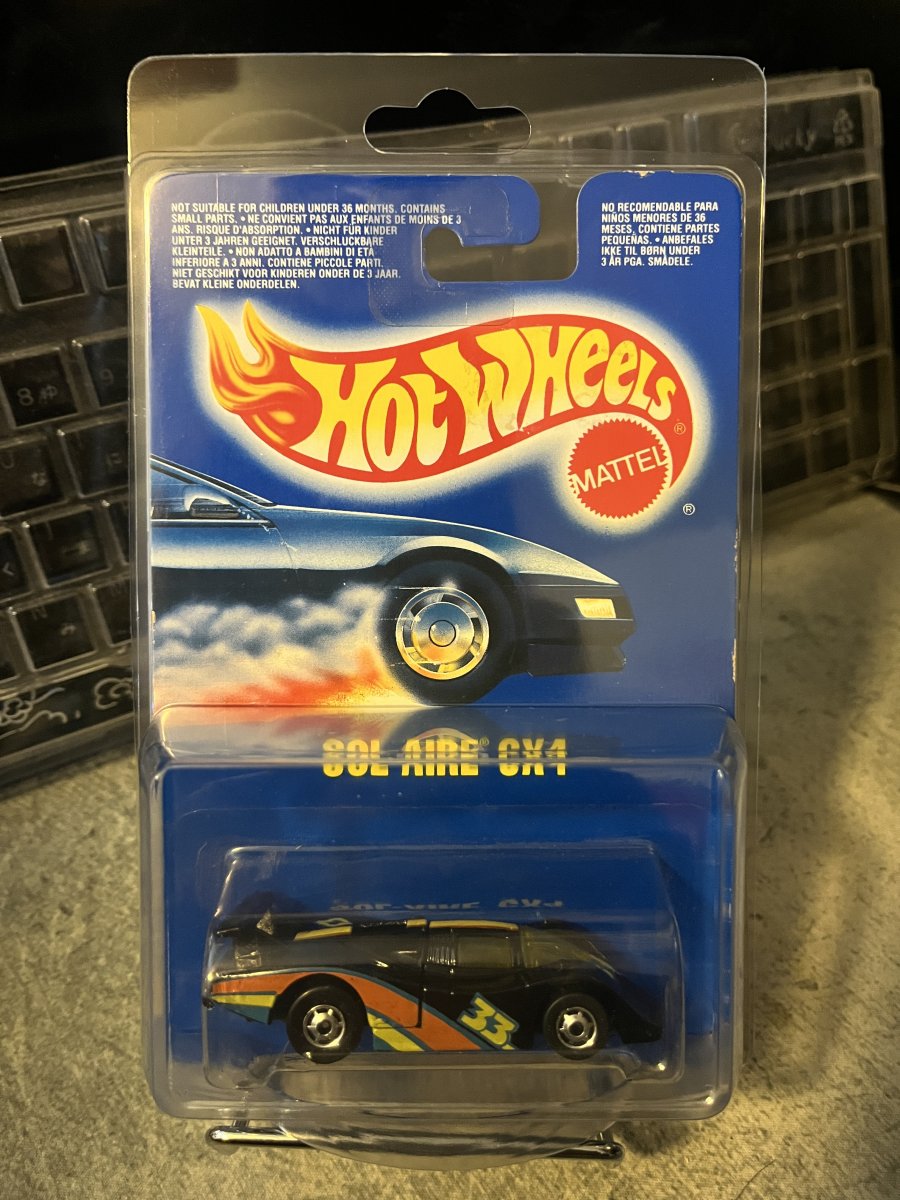 NOT SUITABLE FOR CHILDREN UNDER 36 MONTHS. CONTAINS
SMALL PARTS. • NE CONVIENT PAS AUX ENFANTS DE MOINS DE 3
ANS. RISQUE D'ABSORPTION. • NICHT FÜR KINDER
UNTER 3 JAHREN GEEIGNET. VERSCHLUCKBARE
KLEINTEILE. • NON ADATTO A BAMBINI DI ETA
INFERIORE A 3 ANNI. CONTIENE PICCOLE PARTI.
NIET GESCHIKT VOOR KINDEREN ONDER DE 3 JAAR.
BEVAT KLEINE ONDERDELEN.
NO RECOMENDABLE PARA
NIÑOS MENORES DE 36
MESES, CONTIENE PARTES
PEQUEÑAS. • ANBEFALES
IKKE TIL BØRN UNDER
3 ÅR PGA. SMÅDELE.
HOT WHEELS®
MATTEL®
SOL-AIRE® CX4
33
8